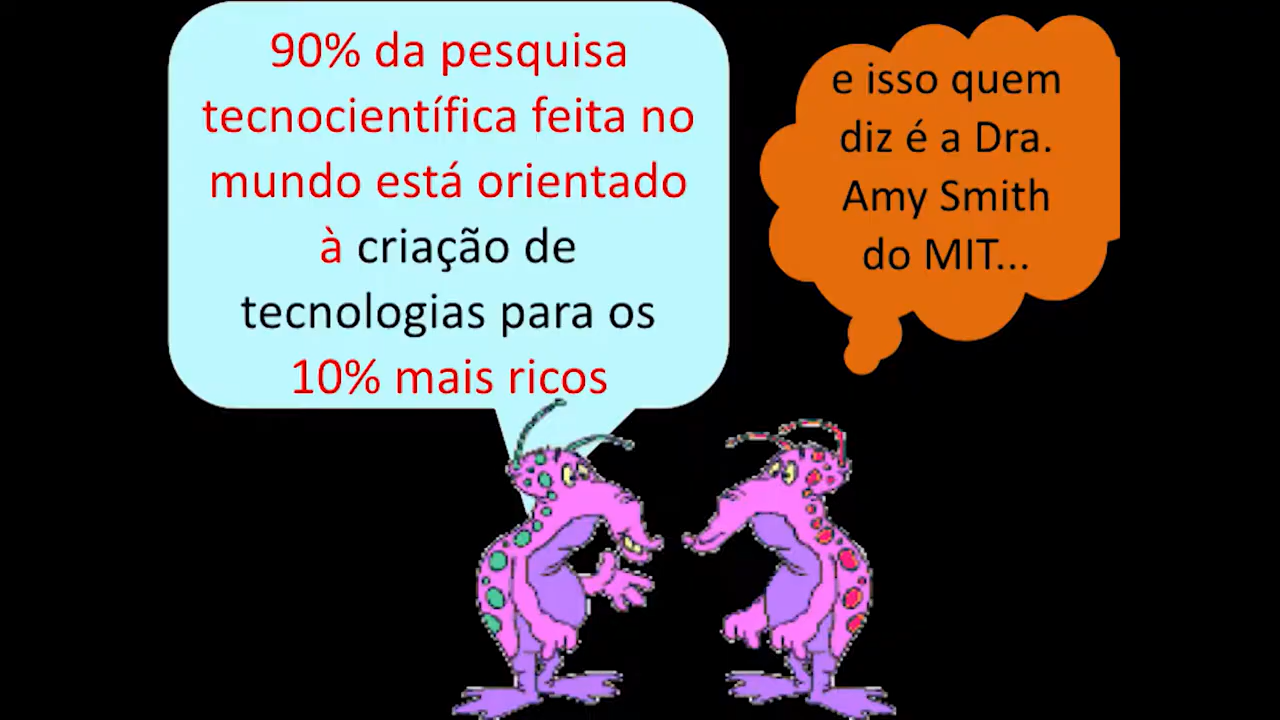 90% da pesquisa
tecnocientífica feita no
mundo está orientado
à criação de
tecnologias para os
10% mais ricos
e isso quem
diz é a Dra.
Amy Smith
do MIT...